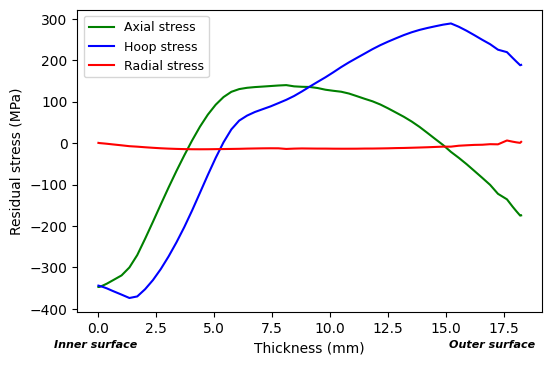 Axial stress
Hoop stress
Radial stress
Residual stress (MPa)
300
200
100
0
−100
−200
−300
−400
0.0 2.5 5.0 7.5 10.0 12.5 15.0 17.5
Inner surface Thickness (mm) Outer surface